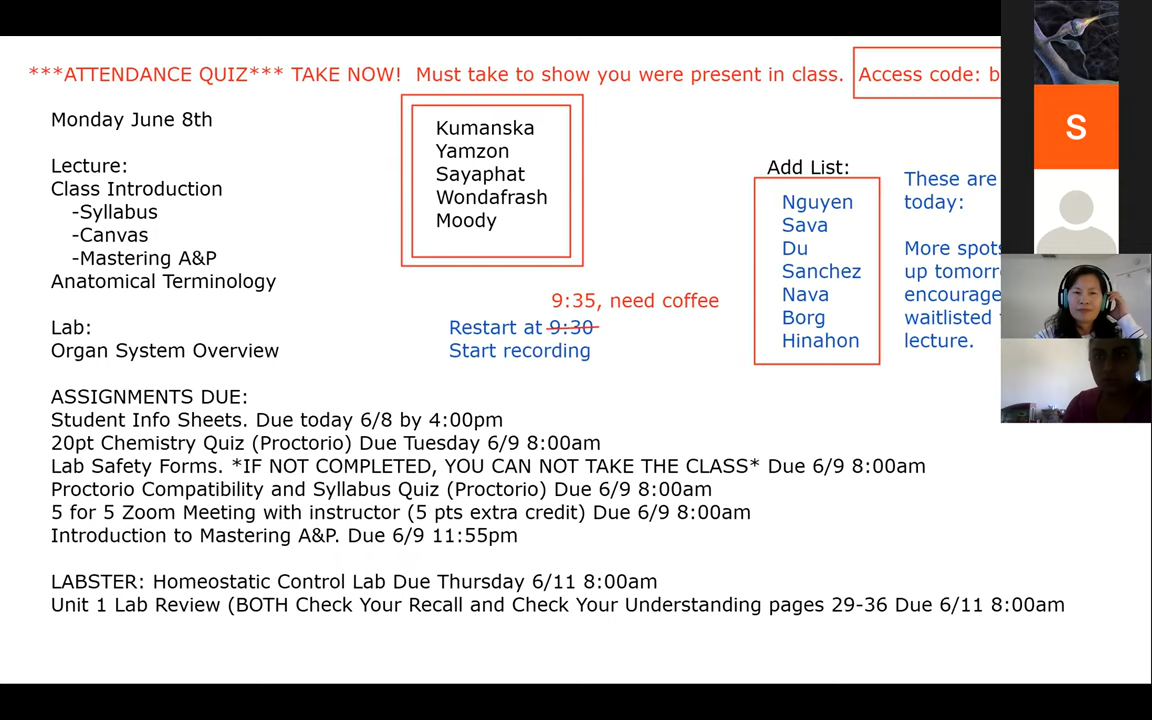 ***ATTENDANCE QUIZ*** TAKE NOW!  Must take to show you were present in class.
Access code: b
Monday June 8th
Lecture:
Class Introduction
-Syllabus
-Canvas
-Mastering A&P
Anatomical Terminology
Kumanska
Yamzon
Sayaphat
Wondafrash
Moody
Add List:
Nguyen
Sava
Du
Sanchez
Nava
Borg
Hinahon
These are
today:
More spots
up tomorr
encourage
waitlisted
lecture.
S
9:35, need coffee
Restart at 9:30
Start recording
Lab:
Organ System Overview
ASSIGNMENTS DUE:
Student Info Sheets. Due today 6/8 by 4:00pm
20pt Chemistry Quiz (Proctorio) Due Tuesday 6/9 8:00am
Lab Safety Forms. *IF NOT COMPLETED, YOU CAN NOT TAKE THE CLASS* Due 6/9 8:00am
Proctorio Compatibility and Syllabus Quiz (Proctorio) Due 6/9 8:00am
5 for 5 Zoom Meeting with instructor (5 pts extra credit) Due 6/9 8:00am
Introduction to Mastering A&P. Due 6/9 11:55pm
LABSTER: Homeostatic Control Lab Due Thursday 6/11 8:00am
Unit 1 Lab Review (BOTH Check Your Recall and Check Your Understanding pages 29-36 Due 6/11 8:00am